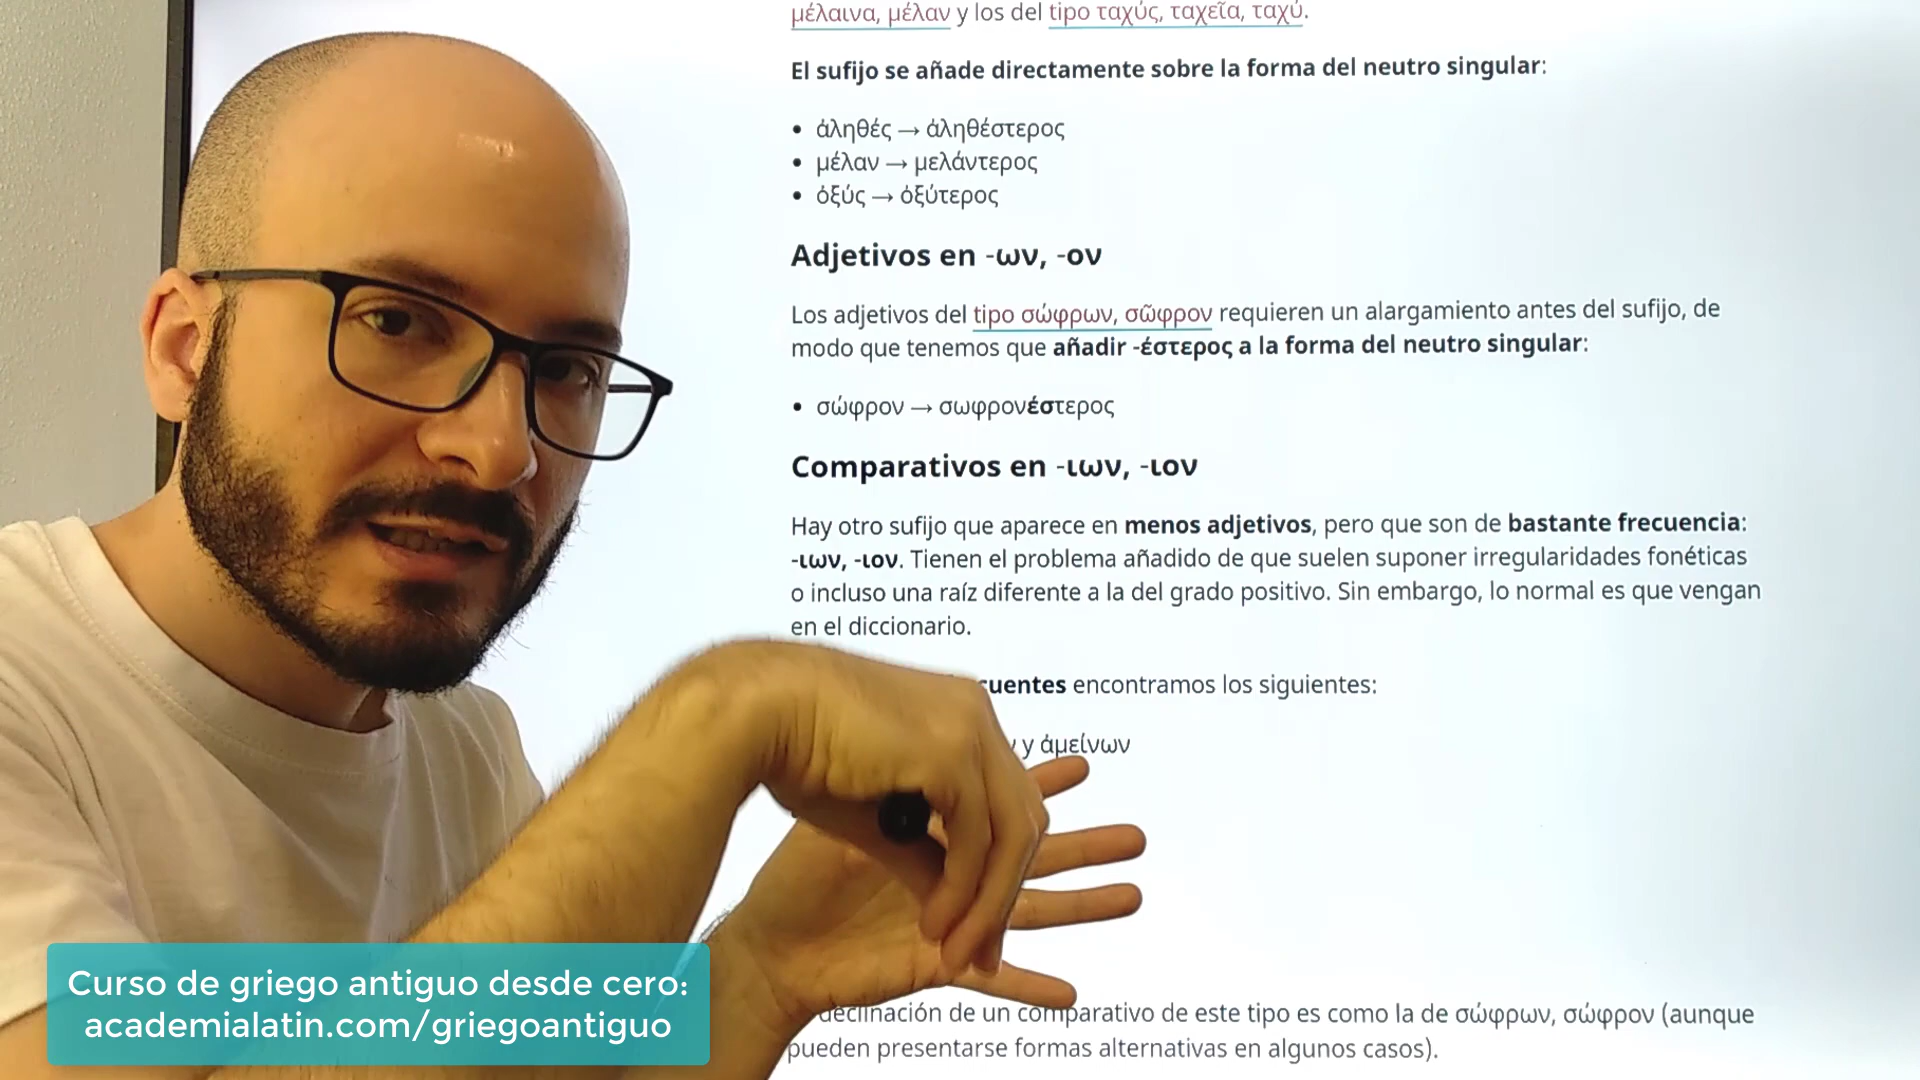 μέλαινα, μέλαν y los del tipo ταχύς, ταχεῖα, ταχύ.
El sufijo se añade directamente sobre la forma del neutro singular:
• ἀληθές → ἀληθέστερος
• μέλαν → μελάντερος
• ὀξύς → ὀξύτερος
Adjetivos en -ων, -ον
Los adjetivos del tipo σώφρων, σῶφρον requieren un alargamiento antes del sufijo, de
modo que tenemos que añadir -έστερος a la forma del neutro singular:
• σώφρον → σωφρονέστερος
Comparativos en -ιων, -ιον
Hay otro sufijo que aparece en menos adjetivos, pero que son de bastante frecuencia:
-ιων, -ιον. Tienen el problema añadido de que suelen suponer irregularidades fonéticas
o incluso una raíz diferente a la del grado positivo. Sin embargo, lo normal es que vengan
en el diccionario.
encontramos los siguientes:
y ἀμείνων
declinación de un comparativo de este tipo es como la de σώφρων, σώφρον (aunque
pueden presentarse formas alternativas en algunos casos).
Curso de griego antiguo desde cero:
academialatin.com/griegoantiguo